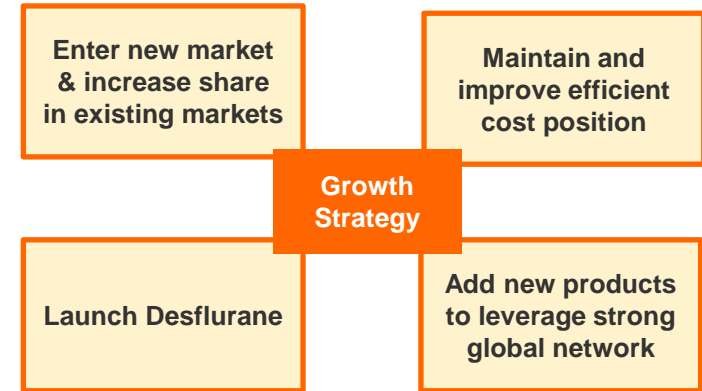 Enter new market
& increase share
in existing markets
Maintain and
improve efficient
cost position
Growth
Strategy
Launch Desflurane
Add new products
to leverage strong
global network